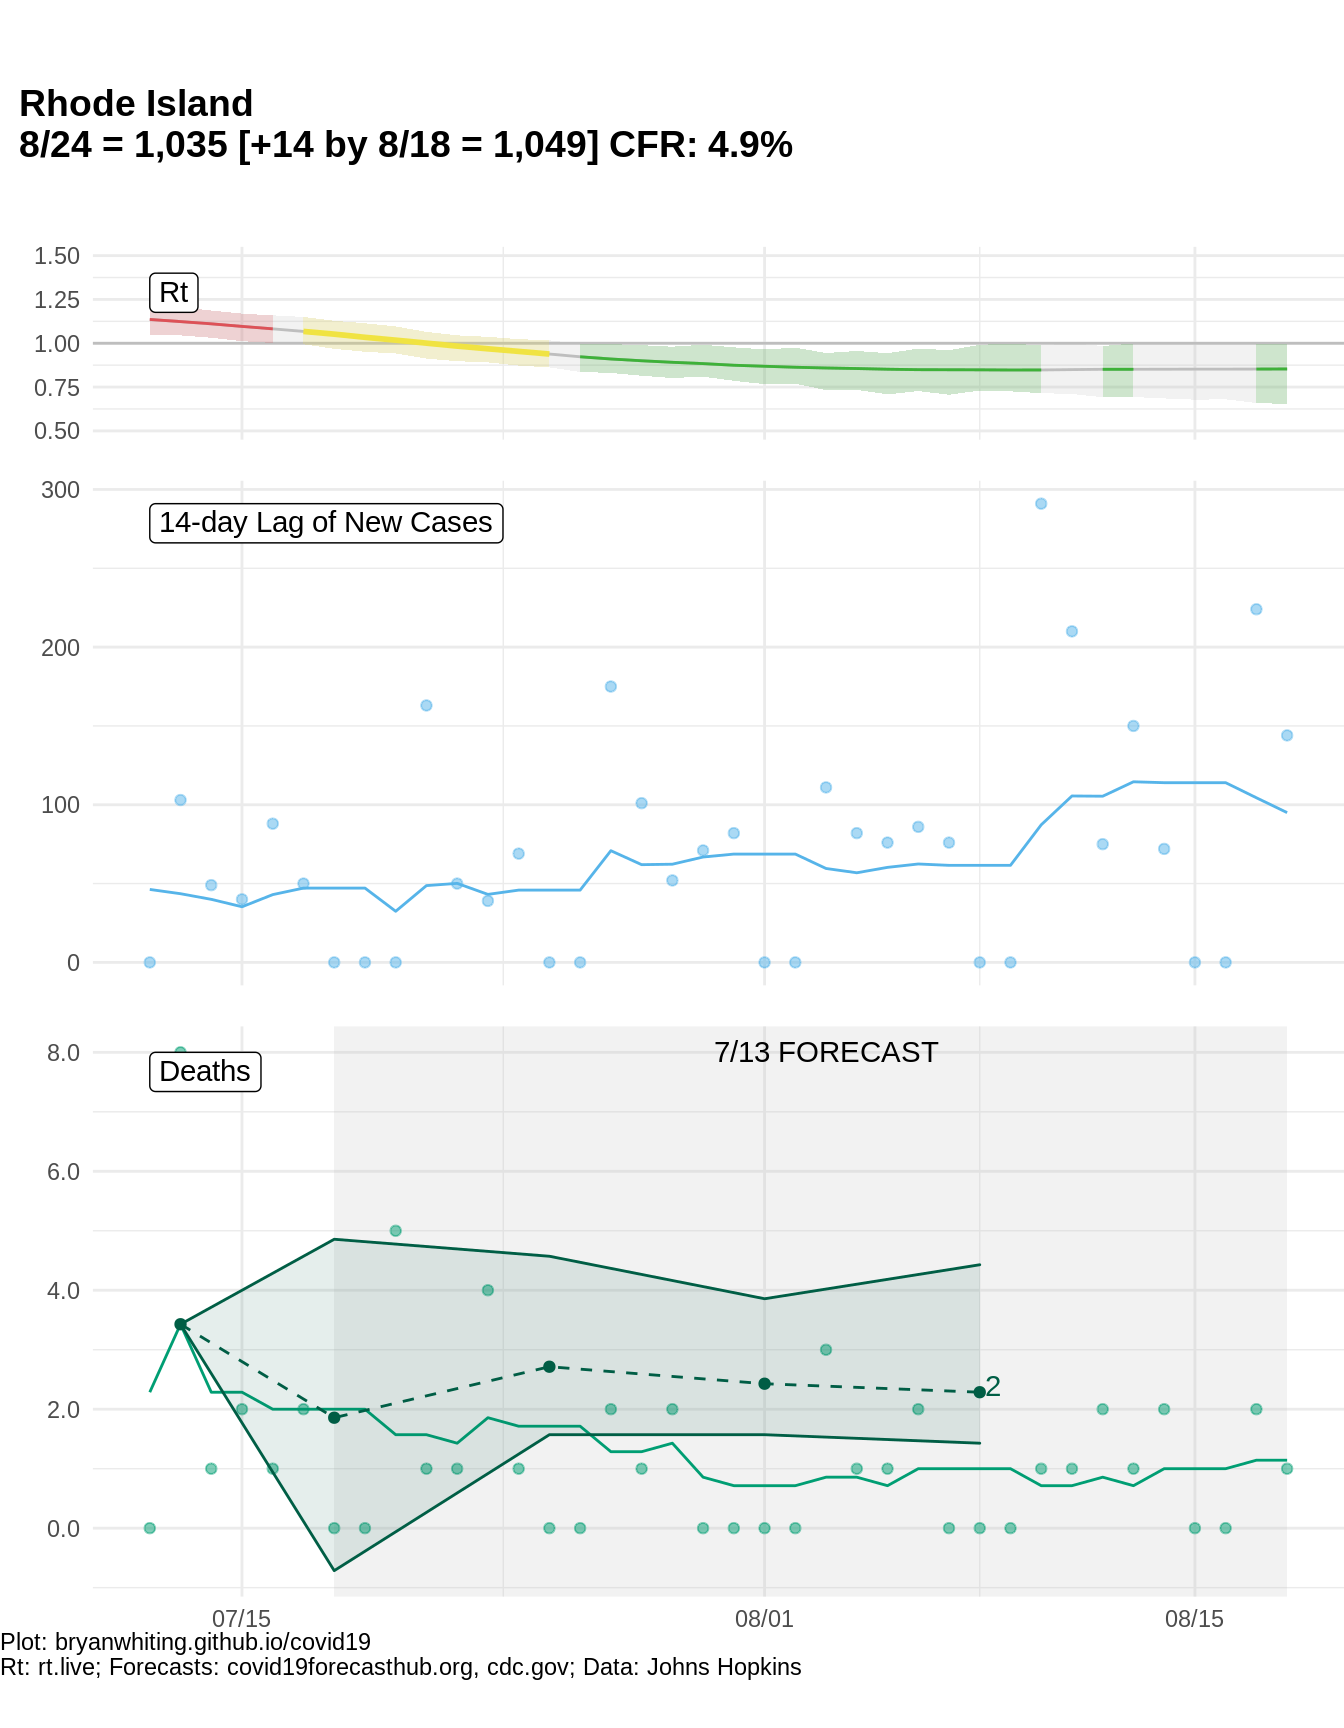 Rhode Island
8/24 = 1,035 [+14 by 8/18 = 1,049] CFR: 4.9%
1.50
1.25
1.00
0.75
0.50
Rt
300
200
100
0
14-day Lag of New Cases
8.0
6.0
4.0
2.0
0.0
Deaths
7/13 FORECAST
2
07/15
08/01
08/15
Plot: bryanwhiting.github.io/covid19
Rt: rt.live; Forecasts: covid19forecasthub.org, cdc.gov; Data: Johns Hopkins